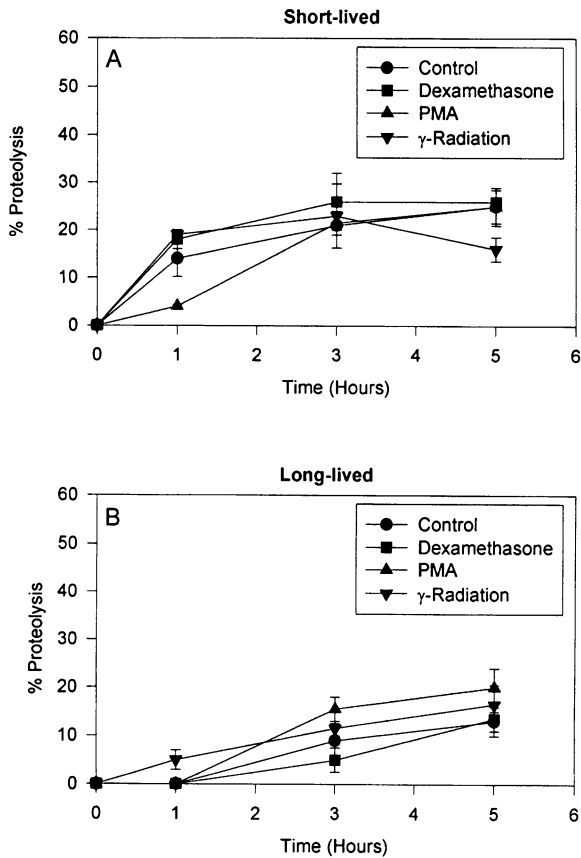 Short-lived
A
Control
Dexamethasone
PMA
γ-Radiation
60
50
40
30
20
10
0
% Proteolysis
0 1 2 3 4 5 6
Time (Hours)
Long-lived
B
Control
Dexamethasone
PMA
γ-Radiation
60
50
40
30
20
10
0
% Proteolysis
0 1 2 3 4 5 6
Time (Hours)